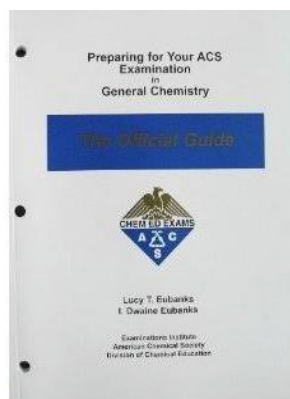 Preparing for Your ACS
Examination
in
General Chemistry
The Official Guide
CHEM ED EXAMS
A C
S
Lucy T. Eubanks
I. Dwaine Eubanks
Examinations Institute
American Chemical Society
Division of Chemical Education